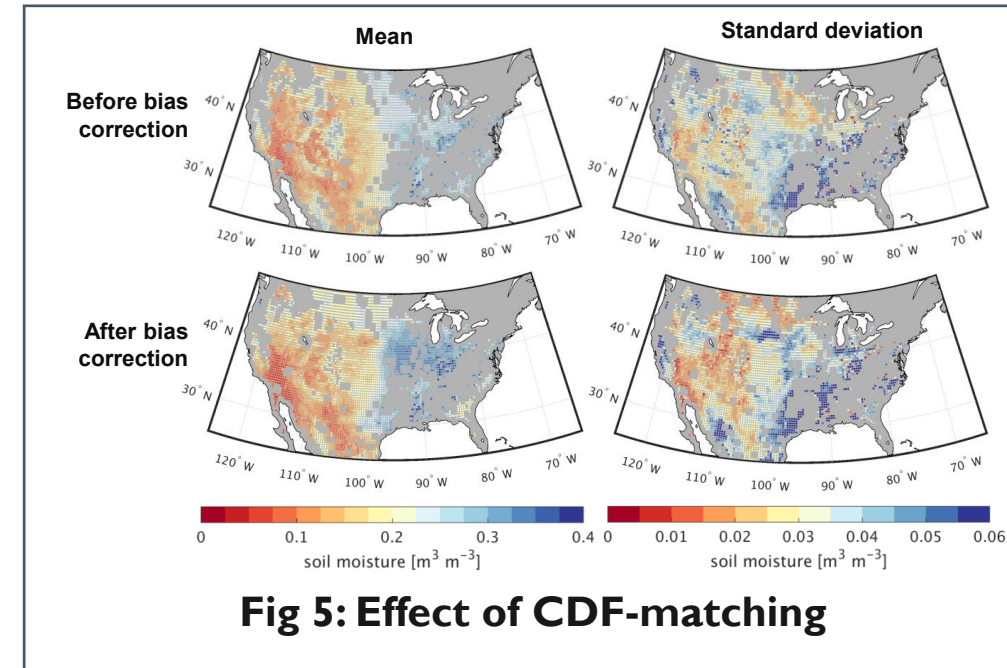 Mean
Standard deviation
Before bias
correction
40° N
30° N
120° W
110° W
100° W
90° W
80° W
70° W
40° N
30° N
120° W
110° W
100° W
90° W
80° W
70° W
After bias
correction
40° N
30° N
120° W
110° W
100° W
90° W
80° W
70° W
40° N
30° N
120° W
110° W
100° W
90° W
80° W
70° W
0 0.1 0.2 0.3 0.4
soil moisture [m³ m⁻³]
0 0.01 0.02 0.03 0.04 0.05 0.06
soil moisture [m³ m⁻³]
Fig 5: Effect of CDF-matching